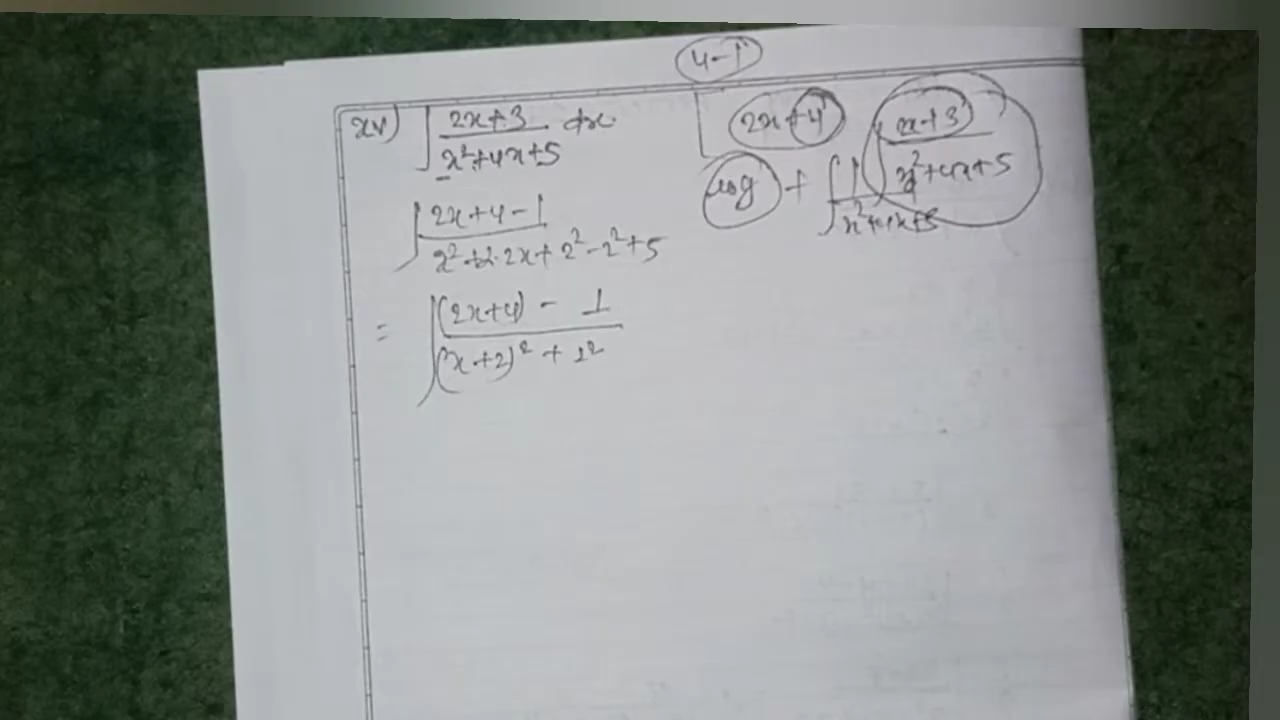 4-1
xv) ∫ 2x+3 / x²+4x+5 dx
2x+4
2x+3 / x²+4x+5
log + ∫ 1 / x²+4x+5
∫ 2x+4-1 / x²+2.2x+2²-2²+5
= ∫ (2x+4) - 1 / (x+2)² + 1²